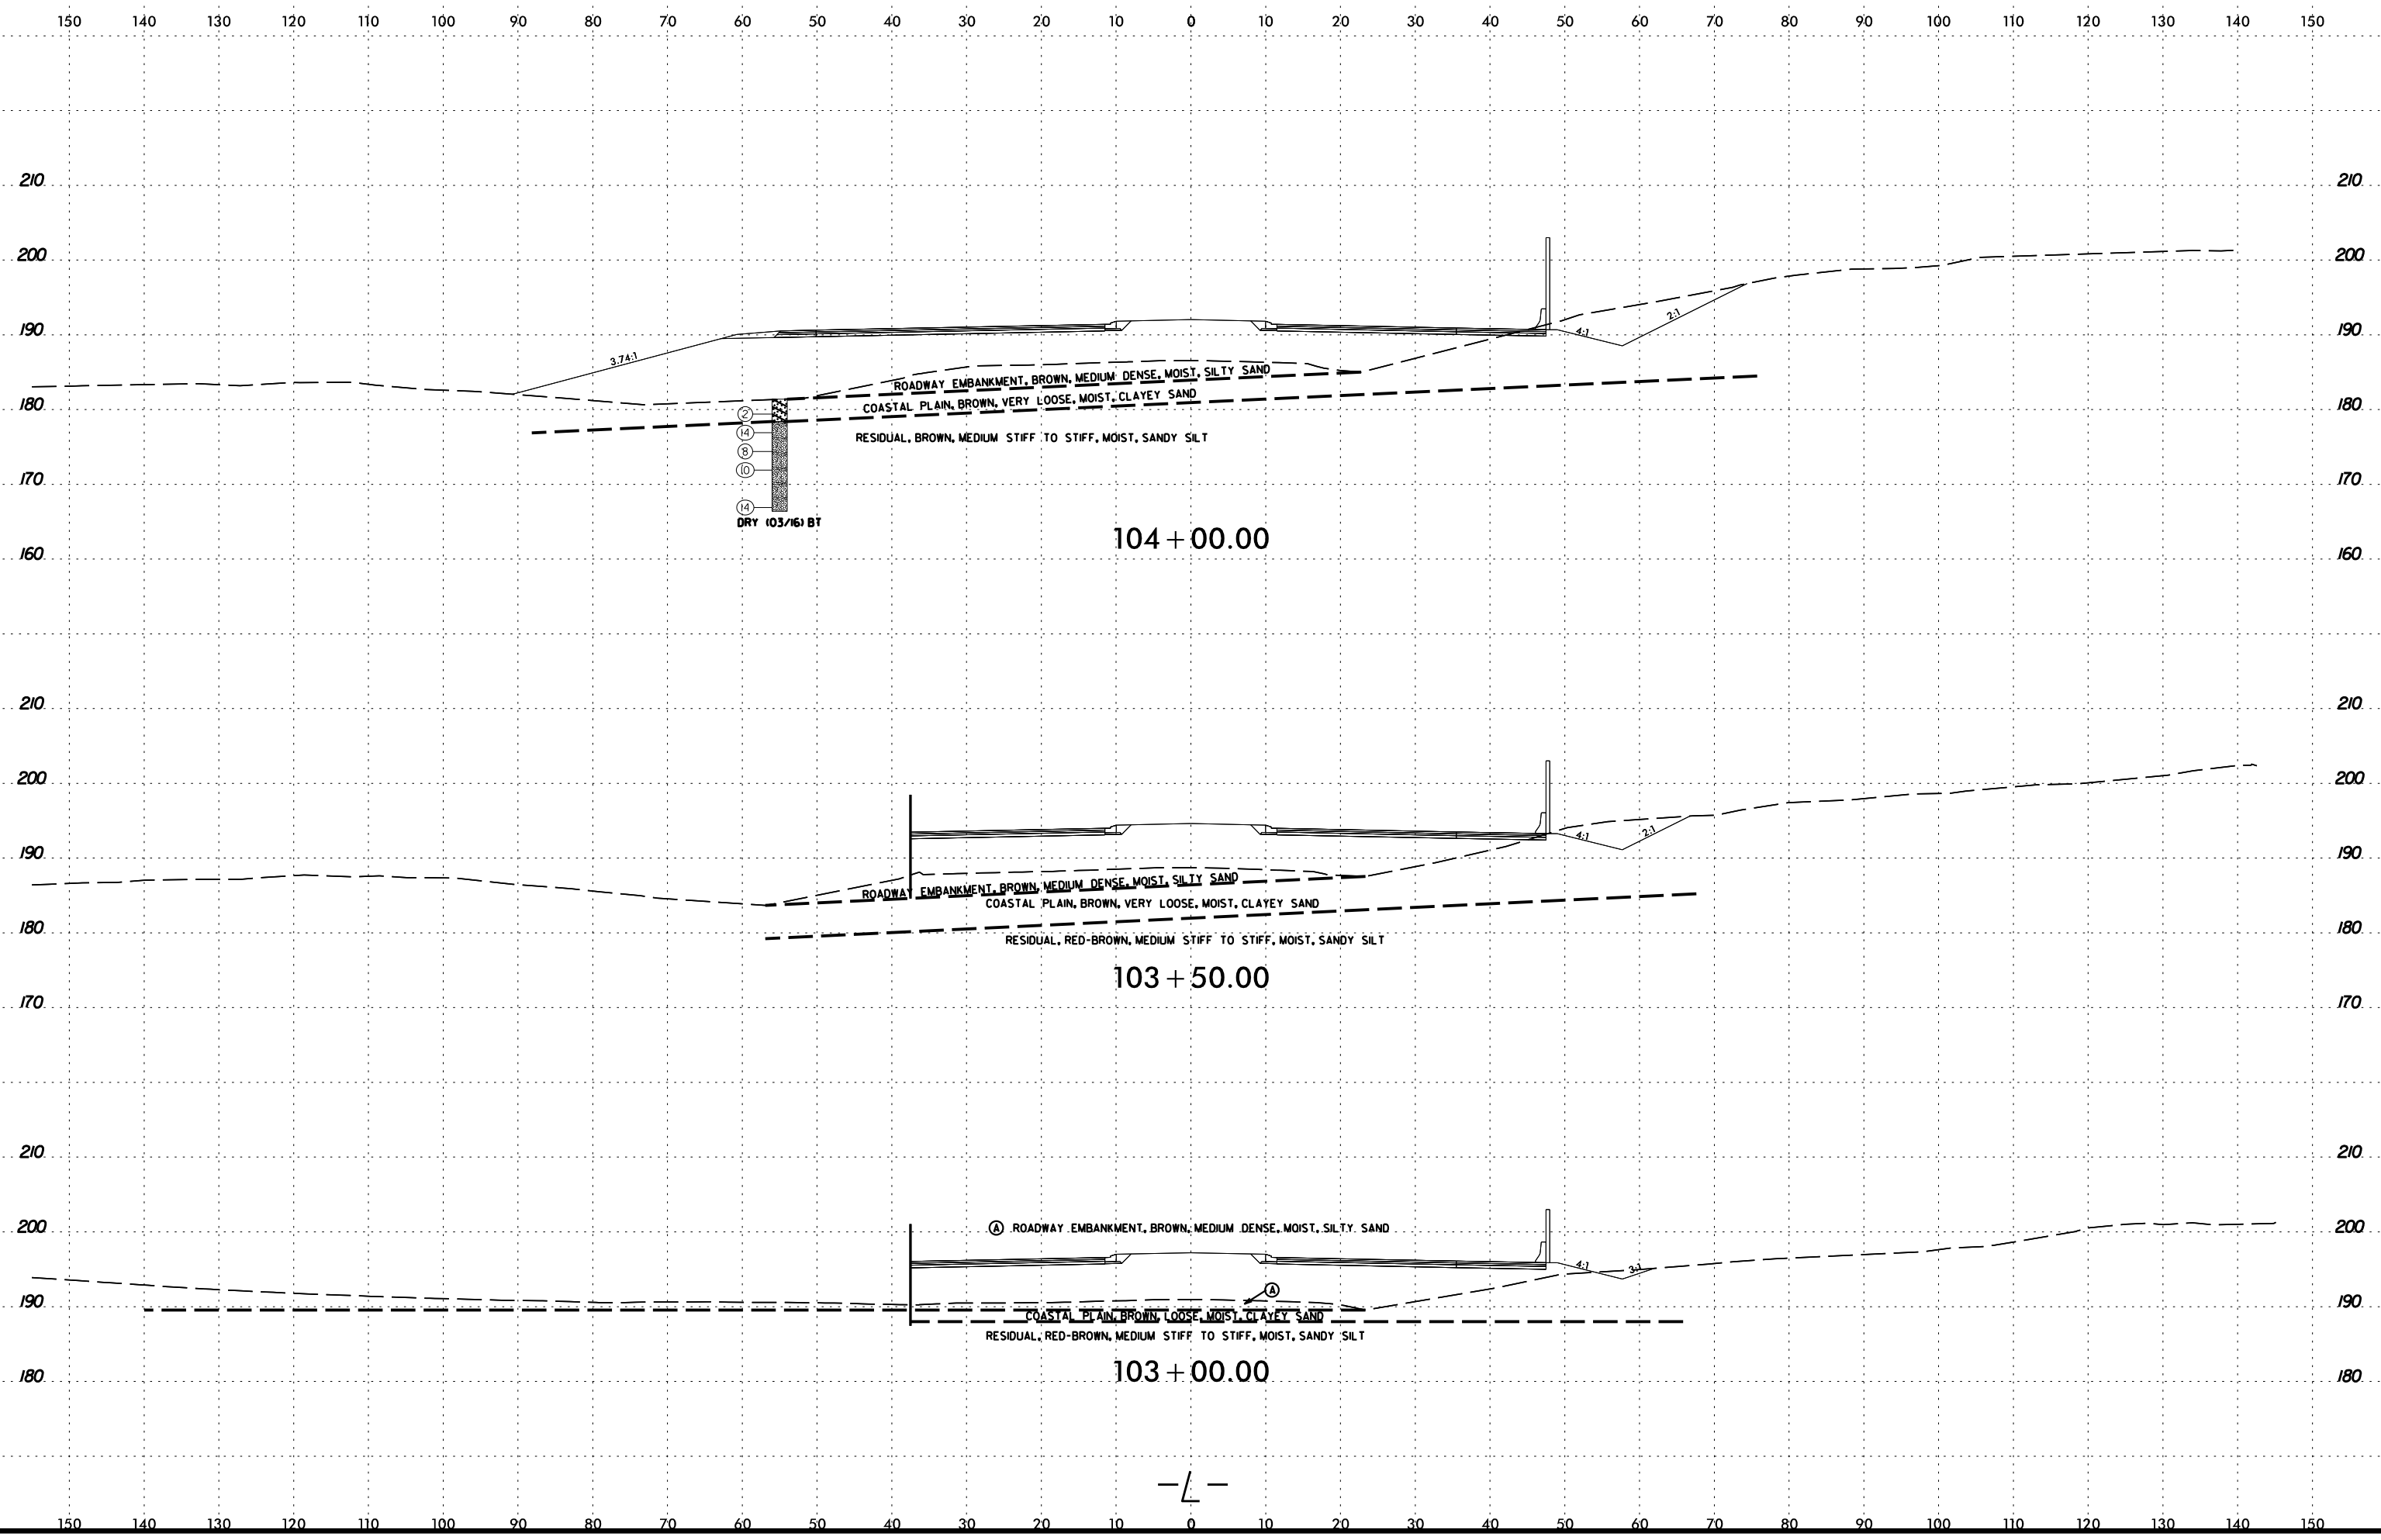 150 140 130 120 110 100 90 80 70 60 50 40 30 20 10 0 10 20 30 40 50 60 70 80 90 100 110 120 130 140 150
210 210
200 200
190 4:1 2:1 190
3.74:1
ROADWAY EMBANKMENT, BROWN, MEDIUM DENSE, MOIST, SILTY SAND
180 COASTAL PLAIN, BROWN, VERY LOOSE, MOIST, CLAYEY SAND 180
2
14 RESIDUAL, BROWN, MEDIUM STIFF TO STIFF, MOIST, SANDY SILT
8
10
170 170
14
DRY (03/16) BT
104+00.00
160 160
210 210
200 200
4:1 2:1
190 190
ROADWAY EMBANKMENT, BROWN, MEDIUM DENSE, MOIST, SILTY SAND
COASTAL PLAIN, BROWN, VERY LOOSE, MOIST, CLAYEY SAND
180 180
RESIDUAL, RED-BROWN, MEDIUM STIFF TO STIFF, MOIST, SANDY SILT
103+50.00
170 170
210 210
200 A ROADWAY EMBANKMENT, BROWN, MEDIUM DENSE, MOIST, SILTY SAND 200
4:1 3:1
A
190 190
COASTAL PLAIN, BROWN, LOOSE, MOIST, CLAYEY SAND
RESIDUAL, RED-BROWN, MEDIUM STIFF TO STIFF, MOIST, SANDY SILT
103+00.00
180 180
-L-
150 140 130 120 110 100 90 80 70 60 50 40 30 20 10 0 10 20 30 40 50 60 70 80 90 100 110 120 130 140 150